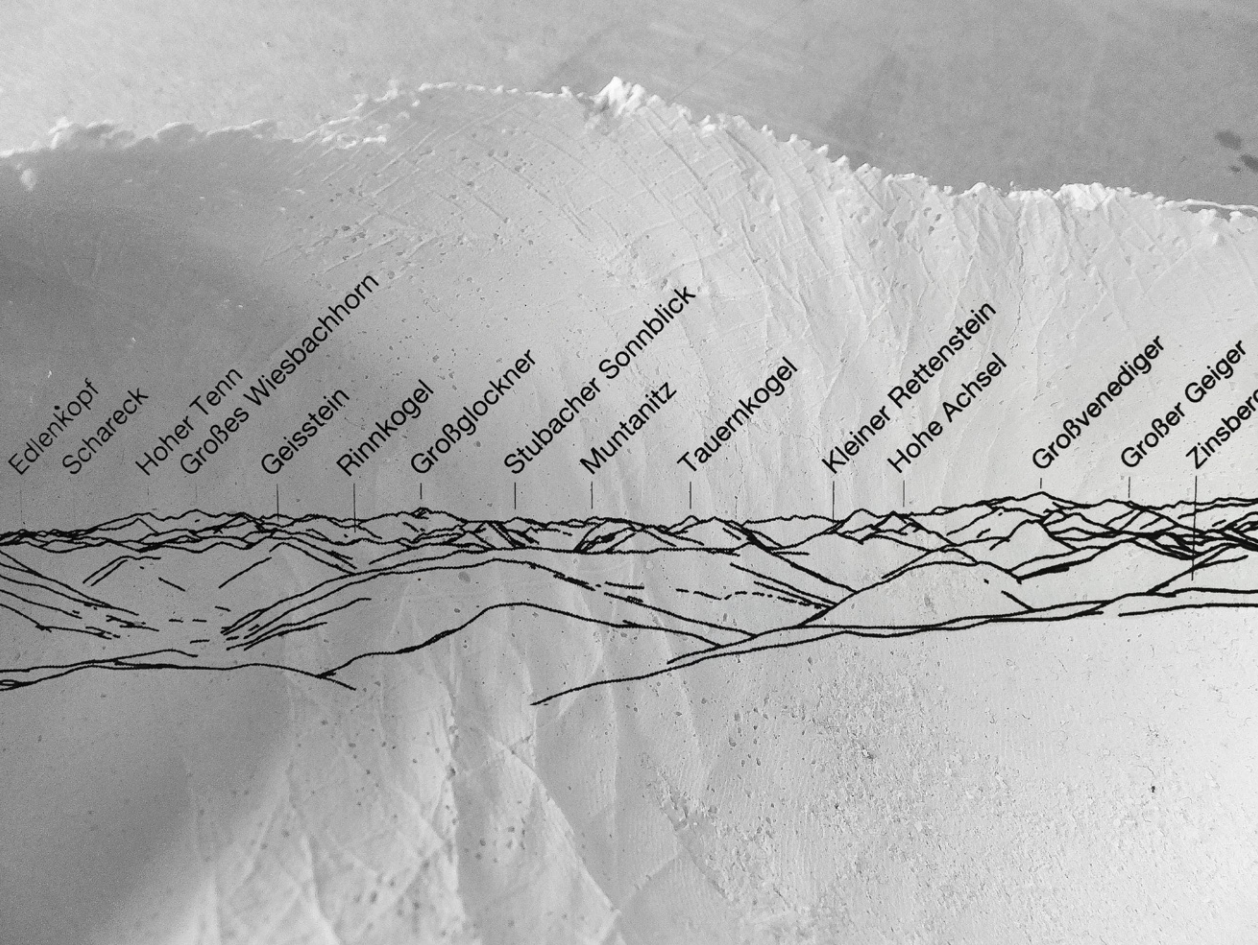 Edlenkopf
Schareck
Hoher Tenn
Großes Wiesbachhorn
Geisstein
Rinnkogel
Großglockner
Stubacher Sonnblick
Muntanitz
Tauernkogel
Kleiner Rettenstein
Hohe Achsel
Großvenediger
Großer Geiger
Zinsberg